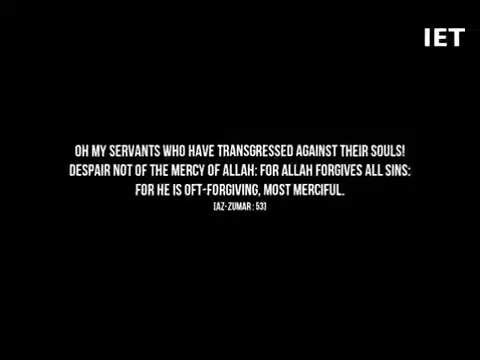 IET
OH MY SERVANTS WHO HAVE TRANSGRESSED AGAINST THEIR SOULS!
DESPAIR NOT OF THE MERCY OF ALLAH: FOR ALLAH FORGIVES ALL SINS:
FOR HE IS OFT-FORGIVING, MOST MERCIFUL.
[AZ-ZUMAR : 53]